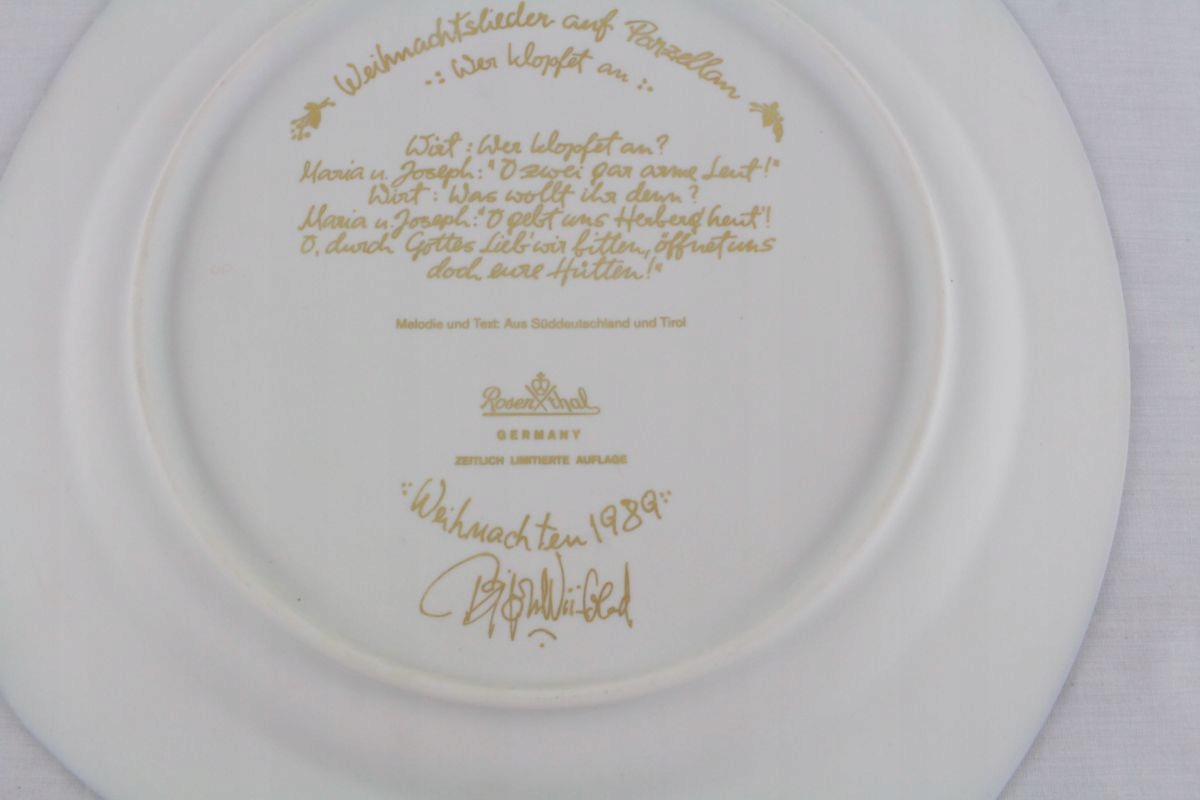 Weihnachtslieder auf Porzellan
Wer klopfet an
Wirt: Wer klopfet an?
Maria u. Joseph: "O zwei gar arme Leut!"
Wirt: Was wollt ihr denn?
Maria u. Joseph: "O gebt uns Herberg' heut'!
O, durch Gottes Lieb' wir bitten, öffnet uns
doch eure Hütten!"
Melodie und Text: Aus Süddeutschland und Tirol
Rosenthal
GERMANY
ZEITLICH LIMITIERTE AUFLAGE
Weihnachten 1989
Bjørn Wiinblad